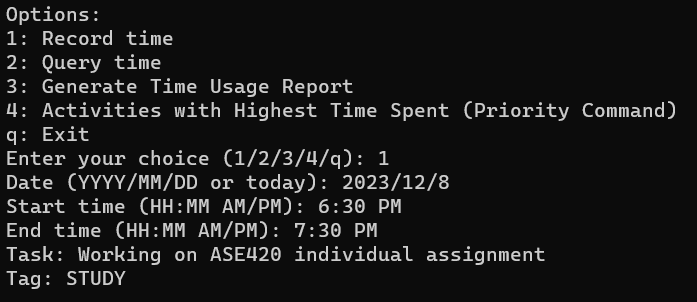 Options:
1: Record time
2: Query time
3: Generate Time Usage Report
4: Activities with Highest Time Spent (Priority Command)
q: Exit
Enter your choice (1/2/3/4/q): 1
Date (YYYY/MM/DD or today): 2023/12/8
Start time (HH:MM AM/PM): 6:30 PM
End time (HH:MM AM/PM): 7:30 PM
Task: Working on ASE420 individual assignment
Tag: STUDY